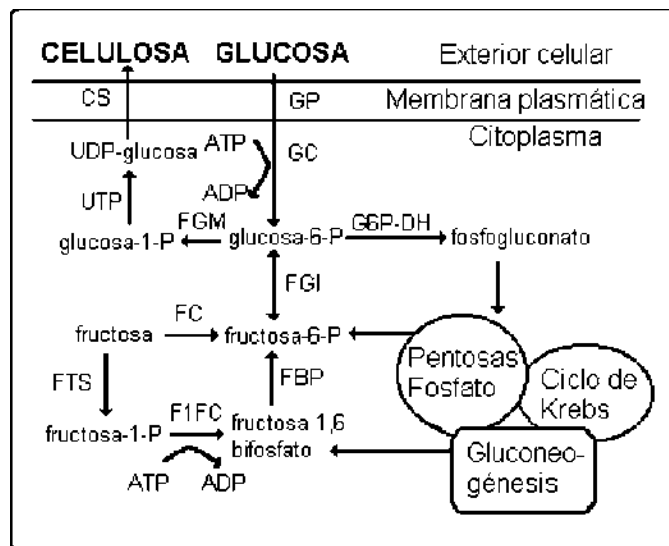 CELULOSA GLUCOSA Exterior celular
CS GP Membrana plasmática
Citoplasma
UDP-glucosa ATP GC
ADP
UTP
FGM G6P-DH
glucosa-1-P glucosa-6-P fosfogluconato
FGI
FC
fructosa fructosa-6-P
Pentosas
Fosfato
Ciclo de
Krebs
FTS FBP
F1FC
fructosa-1-P fructosa 1,6
bifosfato
ATP ADP
Gluconeo-
génesis